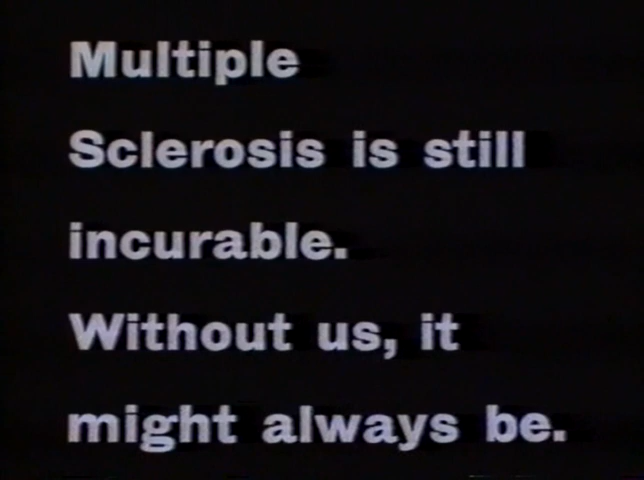 Multiple
Sclerosis is still
incurable.
Without us, it
might always be.